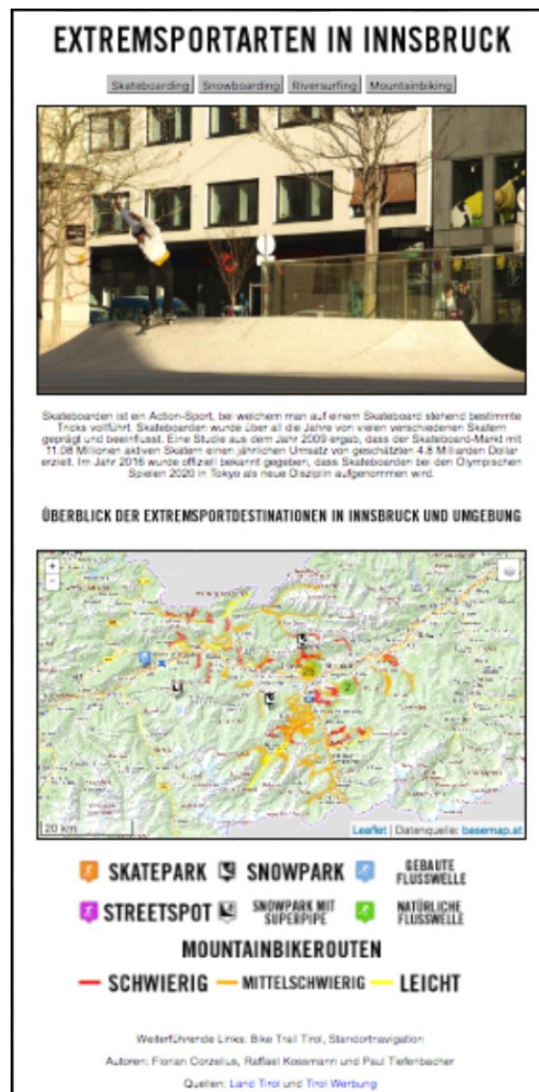 EXTREMSPORTARTEN IN INNSBRUCK
Skateboarding Snowboarding Riversurfing Mountainbiking
Skateboarden ist ein Action-Sport, bei welchem man auf einem Skateboard stehend bestimmte
Tricks vollführt. Skateboarden wurde über all die Jahre von vielen verschiedenen Skatern
geprägt und beeinflusst. Eine Studie aus dem Jahr 2009 ergab, dass der Skateboard-Markt mit
11.08 Millionen aktiven Skatern einen jährlichen Umsatz von geschätzten 4.8 Milliarden Dollar
erzielt. Im Jahr 2016 wurde offiziell bekannt gegeben, dass Skateboarden bei den Olympischen
Spielen 2020 in Tokyo als neue Disziplin aufgenommen wird.
ÜBERBLICK DER EXTREMSPORTDESTINATIONEN IN INNSBRUCK UND UMGEBUNG
+
−
2
20 km
Leaflet | Datenquelle: basemap.at
SKATEPARK SNOWPARK GEBAUTE
FLUSSWELLE
STREETSPOT SNOWPARK MIT
SUPERPIPE
NATÜRLICHE
FLUSSWELLE
MOUNTAINBIKEROUTEN
SCHWIERIG MITTELSCHWIERIG LEICHT
Weiterführende Links: Bike Trail Tirol, Standortnavigation
Autoren: Florian Corzelius, Raffael Kossmann und Paul Tiefenbacher
Quellen: Land Tirol und Tirol Werbung